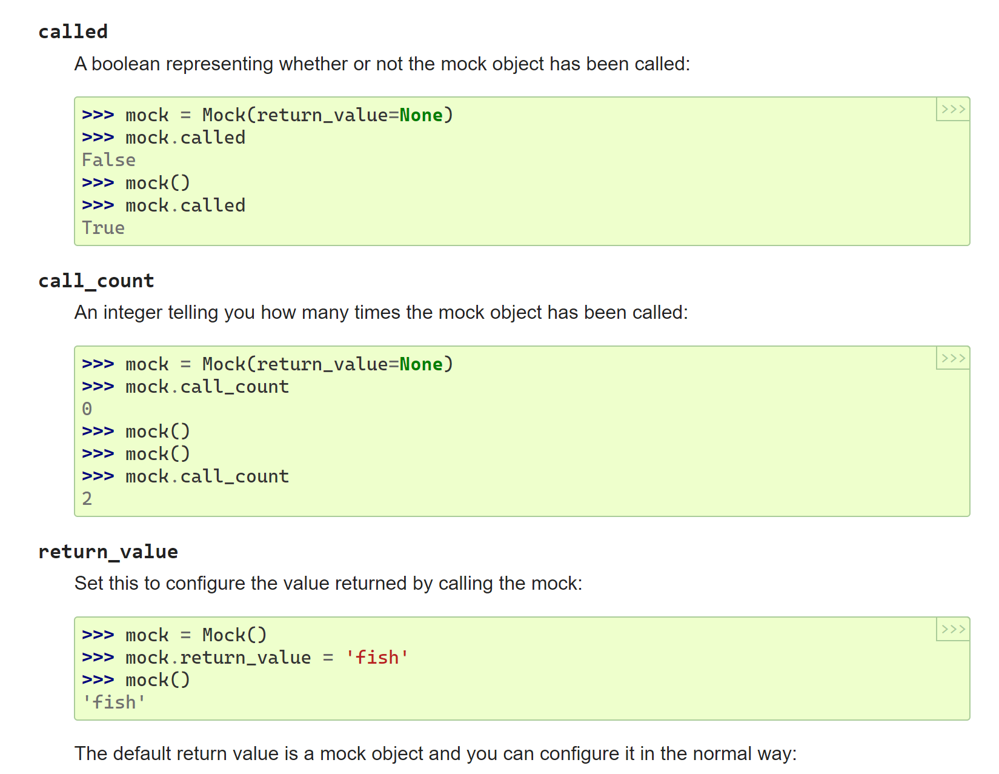 called
A boolean representing whether or not the mock object has been called:
>>>
>>> mock = Mock(return_value=None)
>>> mock.called
False
>>> mock()
>>> mock.called
True
call_count
An integer telling you how many times the mock object has been called:
>>>
>>> mock = Mock(return_value=None)
>>> mock.call_count
0
>>> mock()
>>> mock()
>>> mock.call_count
2
return_value
Set this to configure the value returned by calling the mock:
>>>
>>> mock = Mock()
>>> mock.return_value = 'fish'
>>> mock()
'fish'
The default return value is a mock object and you can configure it in the normal way: